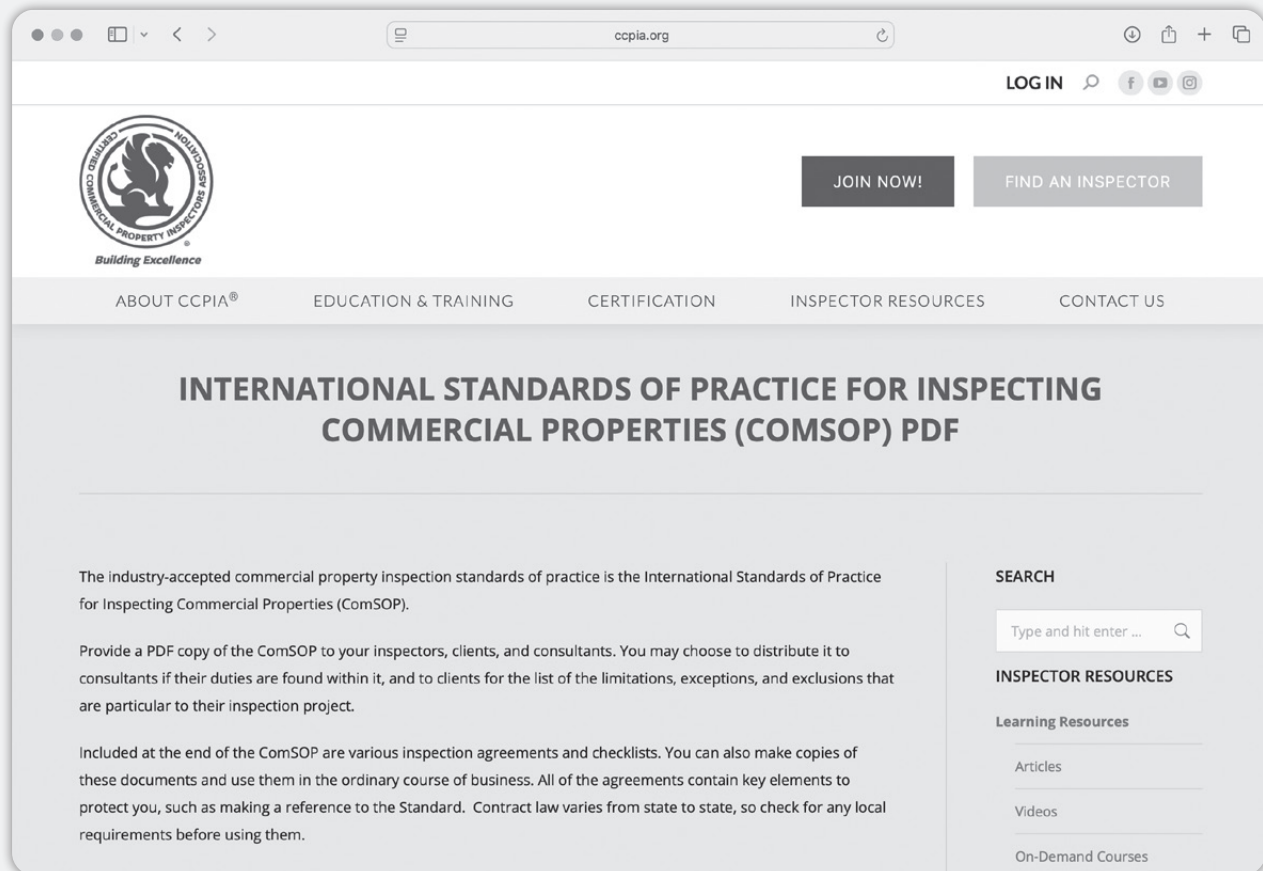 ccpia.org
LOG IN
CERTIFIED COMMERCIAL PROPERTY INSPECTORS ASSOCIATION
®
Building Excellence
JOIN NOW!
FIND AN INSPECTOR
ABOUT CCPIA®
EDUCATION & TRAINING
CERTIFICATION
INSPECTOR RESOURCES
CONTACT US
INTERNATIONAL STANDARDS OF PRACTICE FOR INSPECTING
COMMERCIAL PROPERTIES (COMSOP) PDF
The industry-accepted commercial property inspection standards of practice is the International Standards of Practice
for Inspecting Commercial Properties (ComSOP).
Provide a PDF copy of the ComSOP to your inspectors, clients, and consultants. You may choose to distribute it to
consultants if their duties are found within it, and to clients for the list of the limitations, exceptions, and exclusions that
are particular to their inspection project.
Included at the end of the ComSOP are various inspection agreements and checklists. You can also make copies of
these documents and use them in the ordinary course of business. All of the agreements contain key elements to
protect you, such as making a reference to the Standard.  Contract law varies from state to state, so check for any local
requirements before using them.
SEARCH
Type and hit enter ...
INSPECTOR RESOURCES
Learning Resources
Articles
Videos
On-Demand Courses